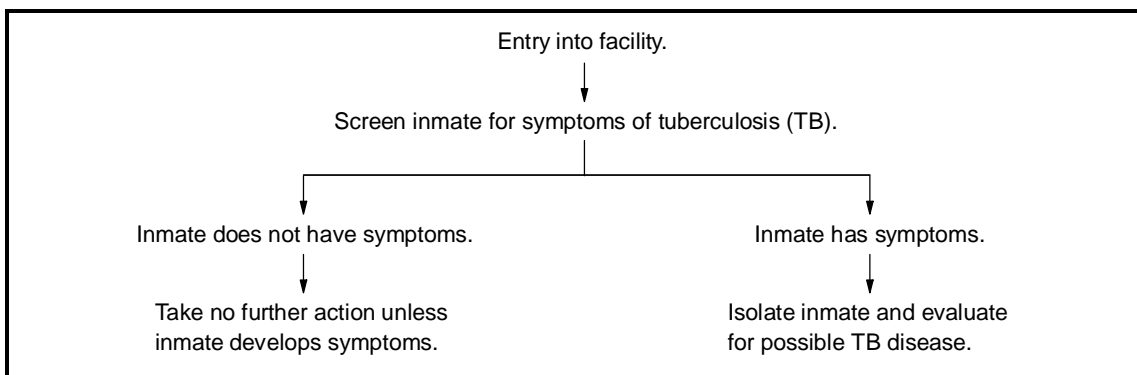 Entry into facility.
Screen inmate for symptoms of tuberculosis (TB).
Inmate does not have symptoms.
Inmate has symptoms.
Take no further action unless
inmate develops symptoms.
Isolate inmate and evaluate
for possible TB disease.